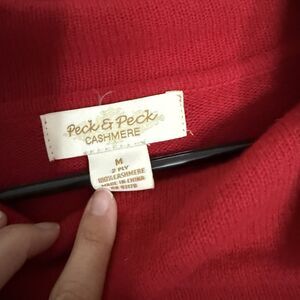 Peck & Peck
CASHMERE
M
2 PLY
100% CASHMERE
MADE IN CHINA